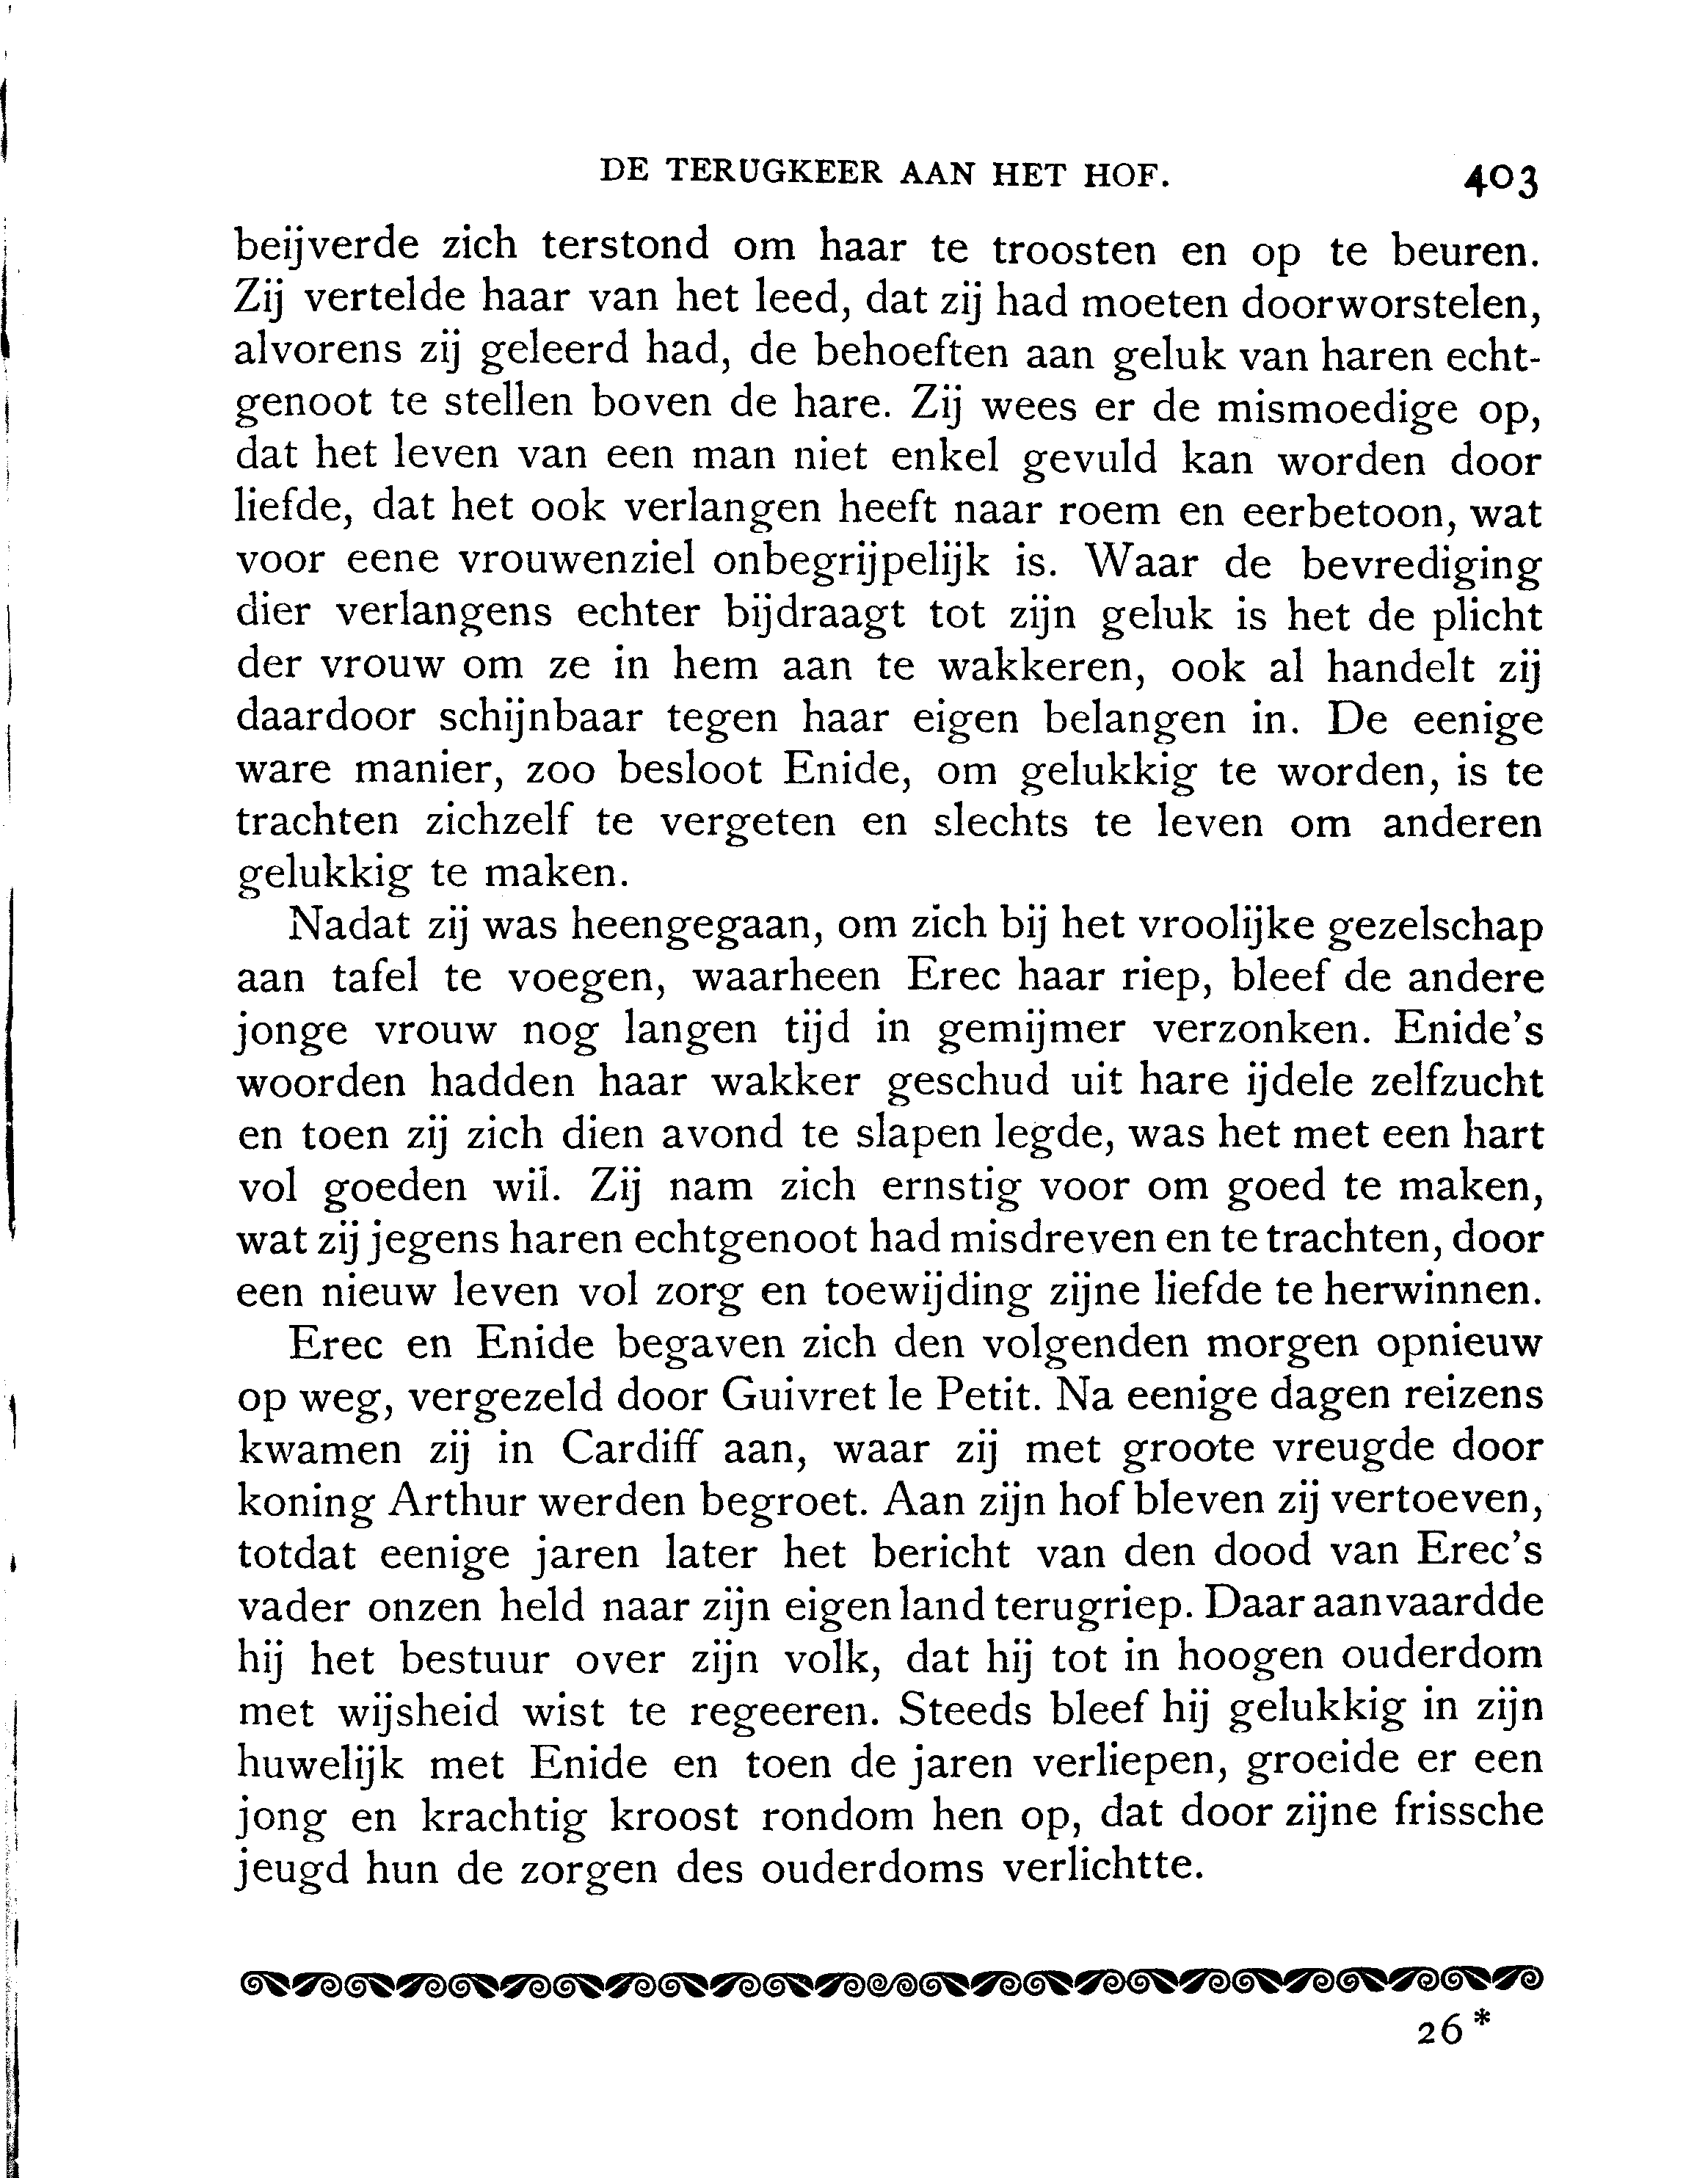 DE TERUGKEER AAN HET HOF. 403
beijverde zich terstond om haar te troosten en op te beuren.
Zij vertelde haar van het leed, dat zij had moeten doorworstelen,
alvorens zij geleerd had, de behoeften aan geluk van haren echt-
genoot te stellen boven de hare. Zij wees er de mismoedige op,
dat het leven van een man niet enkel gevuld kan worden door
liefde, dat het ook verlangen heeft naar roem en eerbetoon, wat
voor eene vrouwenziel onbegrijpelijk is. Waar de bevrediging
dier verlangens echter bijdraagt tot zijn geluk is het de plicht
der vrouw om ze in hem aan te wakkeren, ook al handelt zij
daardoor schijnbaar tegen haar eigen belangen in. De eenige
ware manier, zoo besloot Enide, om gelukkig te worden, is te
trachten zichzelf te vergeten en slechts te leven om anderen
gelukkig te maken.
Nadat zij was heengegaan, om zich bij het vroolijke gezelschap
aan tafel te voegen, waarheen Erec haar riep, bleef de andere
jonge vrouw nog langen tijd in gemijmer verzonken. Enide's
woorden hadden haar wakker geschud uit hare ijdele zelfzucht
en toen zij zich dien avond te slapen legde, was het met een hart
vol goeden wil. Zij nam zich ernstig voor om goed te maken,
wat zij jegens haren echtgenoot had misdreven en te trachten, door
een nieuw leven vol zorg en toewijding zijne liefde te herwinnen.
Erec en Enide begaven zich den volgenden morgen opnieuw
op weg, vergezeld door Guivret le Petit. Na eenige dagen reizens
kwamen zij in Cardiff aan, waar zij met groote vreugde door
koning Arthur werden begroet. Aan zijn hof bleven zij vertoeven,
totdat eenige jaren later het bericht van den dood van Erec's
vader onzen held naar zijn eigen land terugriep. Daar aanvaardde
hij het bestuur over zijn volk, dat hij tot in hoogen ouderdom
met wijsheid wist te regeeren. Steeds bleef hij gelukkig in zijn
huwelijk met Enide en toen de jaren verliepen, groeide er een
jong en krachtig kroost rondom hen op, dat door zijne frissche
jeugd hun de zorgen des ouderdoms verlichtte.
26*